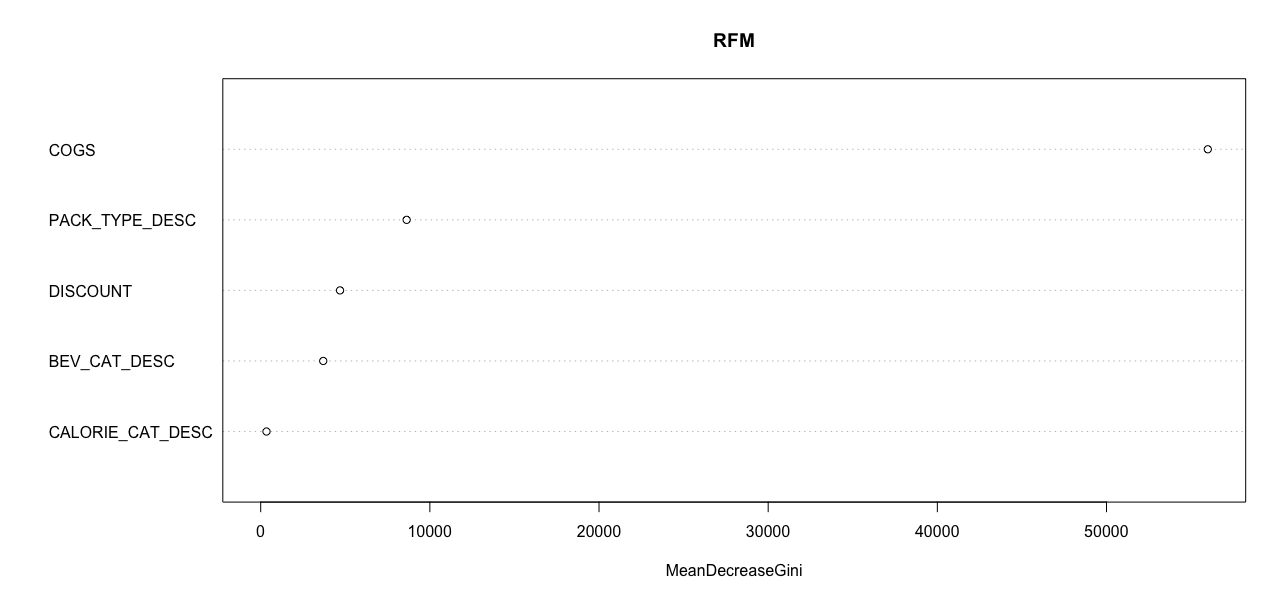 RFM
COGS
PACK_TYPE_DESC
DISCOUNT
BEV_CAT_DESC
CALORIE_CAT_DESC
0 10000 20000 30000 40000 50000
MeanDecreaseGini